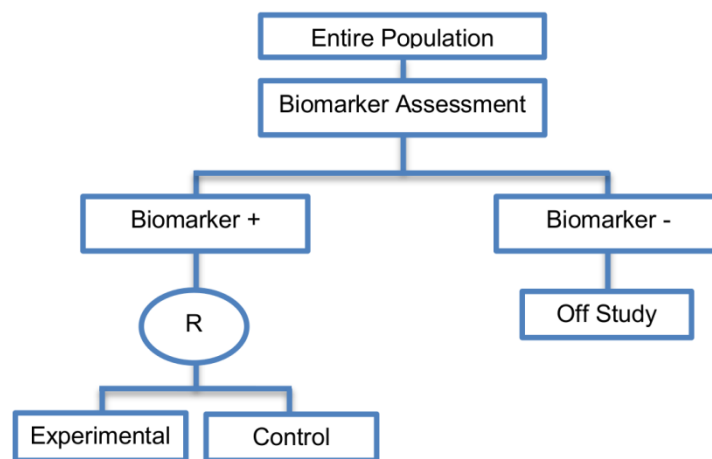 Entire Population
Biomarker Assessment
Biomarker +
Biomarker -
R
Off Study
Experimental
Control